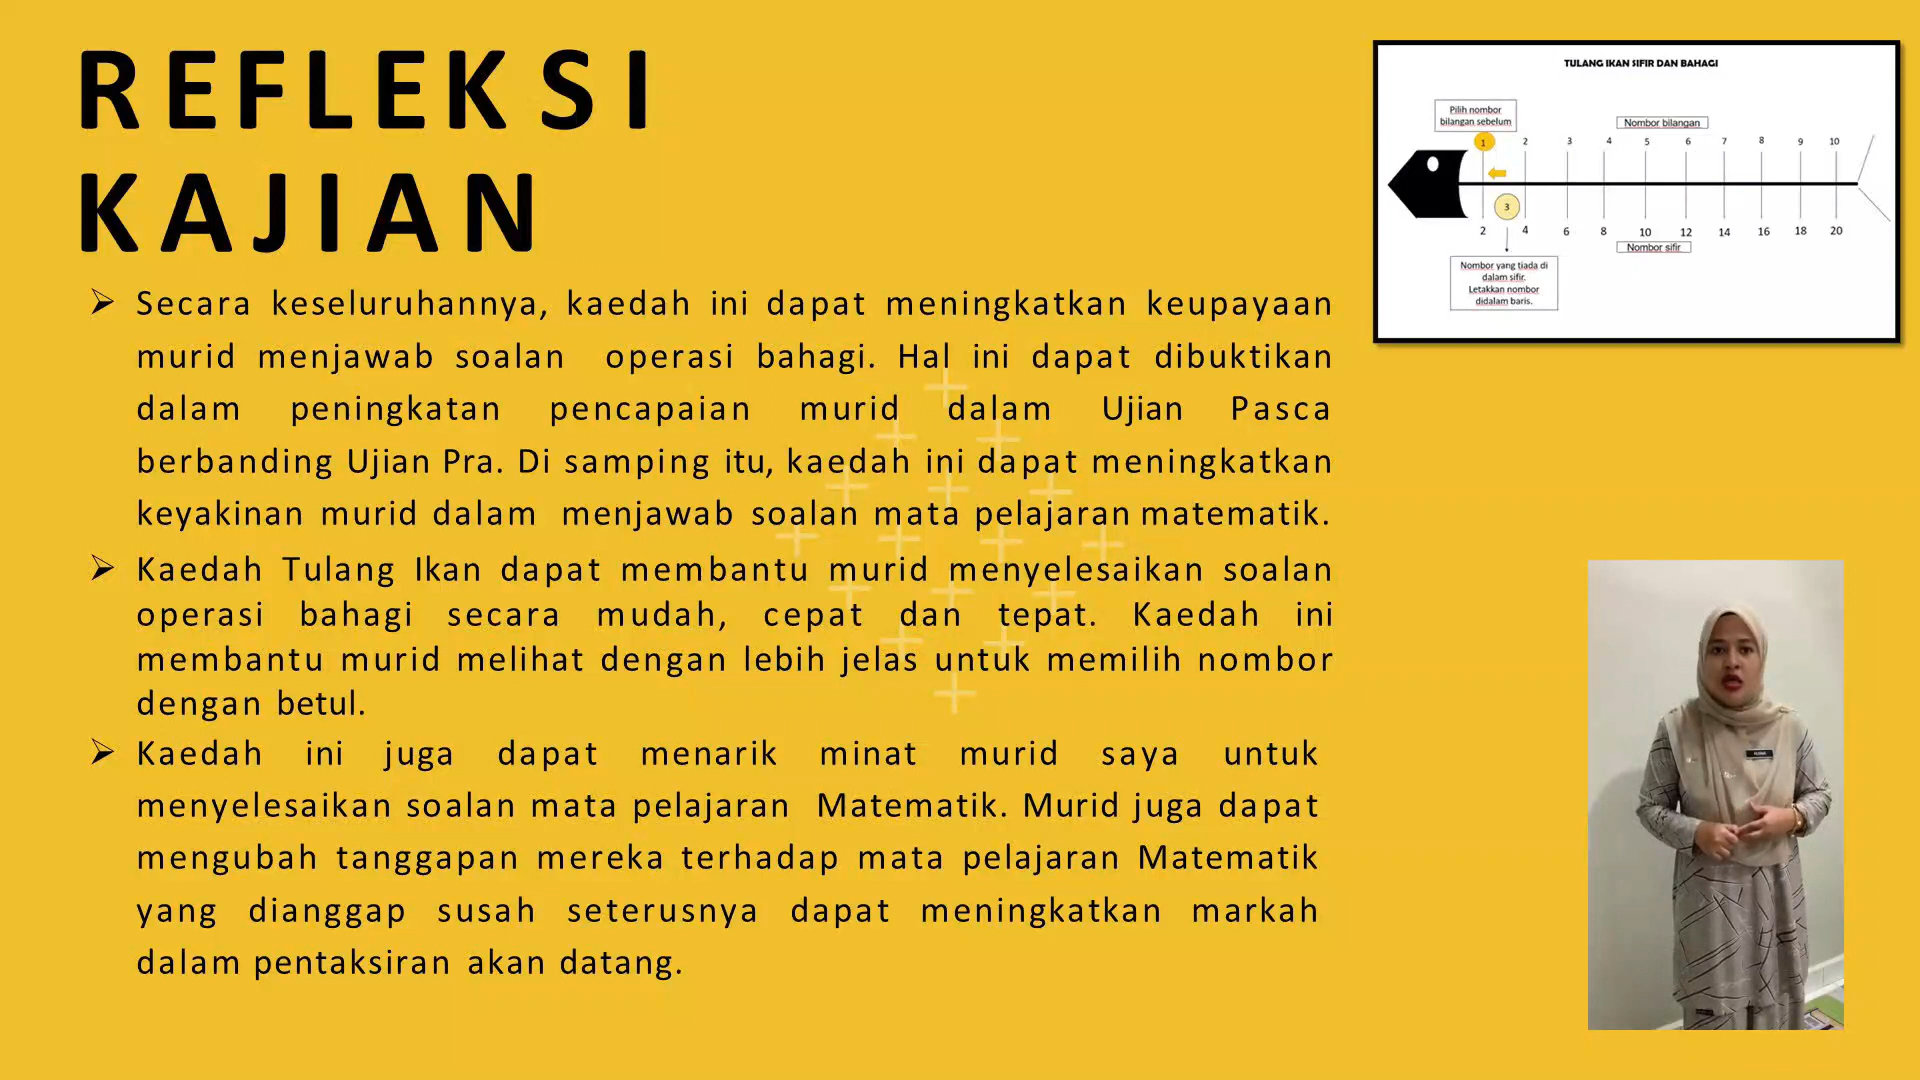 REFLEKSI
KAJIAN
➢ Secara keseluruhannya, kaedah ini dapat meningkatkan keupayaan
murid menjawab soalan operasi bahagi. Hal ini dapat dibuktikan
dalam peningkatan pencapaian murid dalam Ujian Pasca
berbanding Ujian Pra. Di samping itu, kaedah ini dapat meningkatkan
keyakinan murid dalam menjawab soalan mata pelajaran matematik.
➢ Kaedah Tulang Ikan dapat membantu murid menyelesaikan soalan
operasi bahagi secara mudah, cepat dan tepat. Kaedah ini
membantu murid melihat dengan lebih jelas untuk memilih nombor
dengan betul.
➢ Kaedah ini juga dapat menarik minat murid saya untuk
menyelesaikan soalan mata pelajaran Matematik. Murid juga dapat
mengubah tanggapan mereka terhadap mata pelajaran Matematik
yang dianggap susah seterusnya dapat meningkatkan markah
dalam pentaksiran akan datang.
TULANG IKAN SIFIR DAN BAHAGI
Pilih nombor
bilangan sebelum
Nombor bilangan
1 2 3 4 5 6 7 8 9 10
3
2 4 6 8 10 12 14 16 18 20
Nombor sifir
Nombor yang tiada di
dalam sifir.
Letakkan nombor
didalam baris.